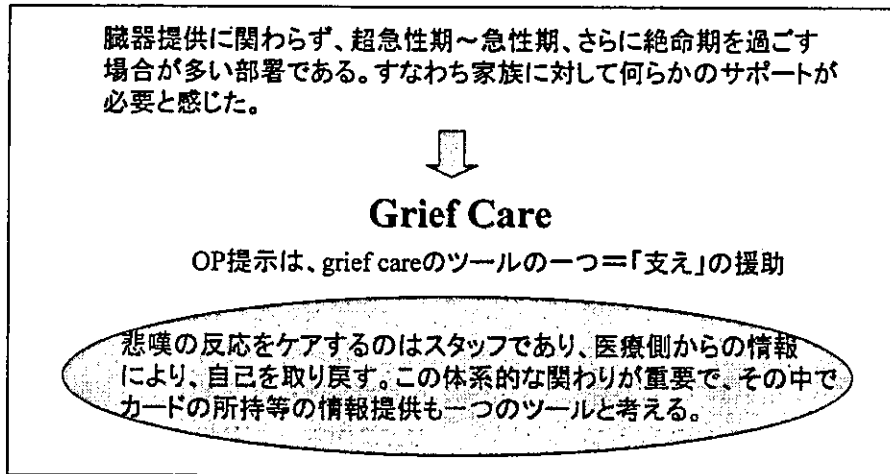 臓器提供に関わらず、超急性期～急性期、さらに絶命期を過ごす
場合が多い部署である。すなわち家族に対して何らかのサポートが
必要と感じた。
Grief Care
OP提示は、grief careのツールの一つ＝「支え」の援助
悲嘆の反応をケアするのはスタッフであり、医療側からの情報
により、自己を取り戻す。この体系的な関わりが重要で、その中で
カードの所持等の情報提供も一つのツールと考える。